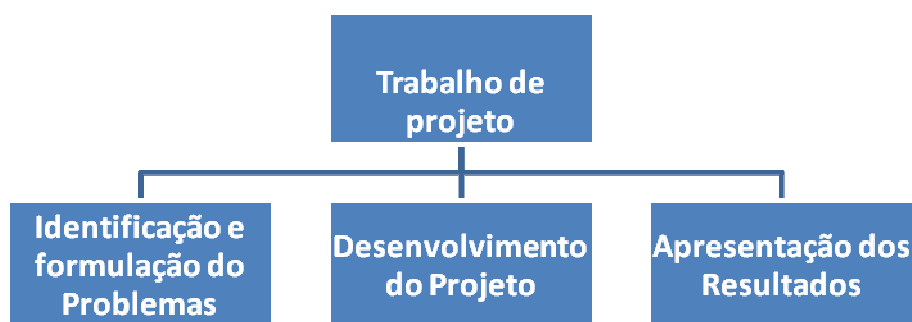 Trabalho de
projeto
Identificação e
formulação do
Problemas
Desenvolvimento
do Projeto
Apresentação dos
Resultados